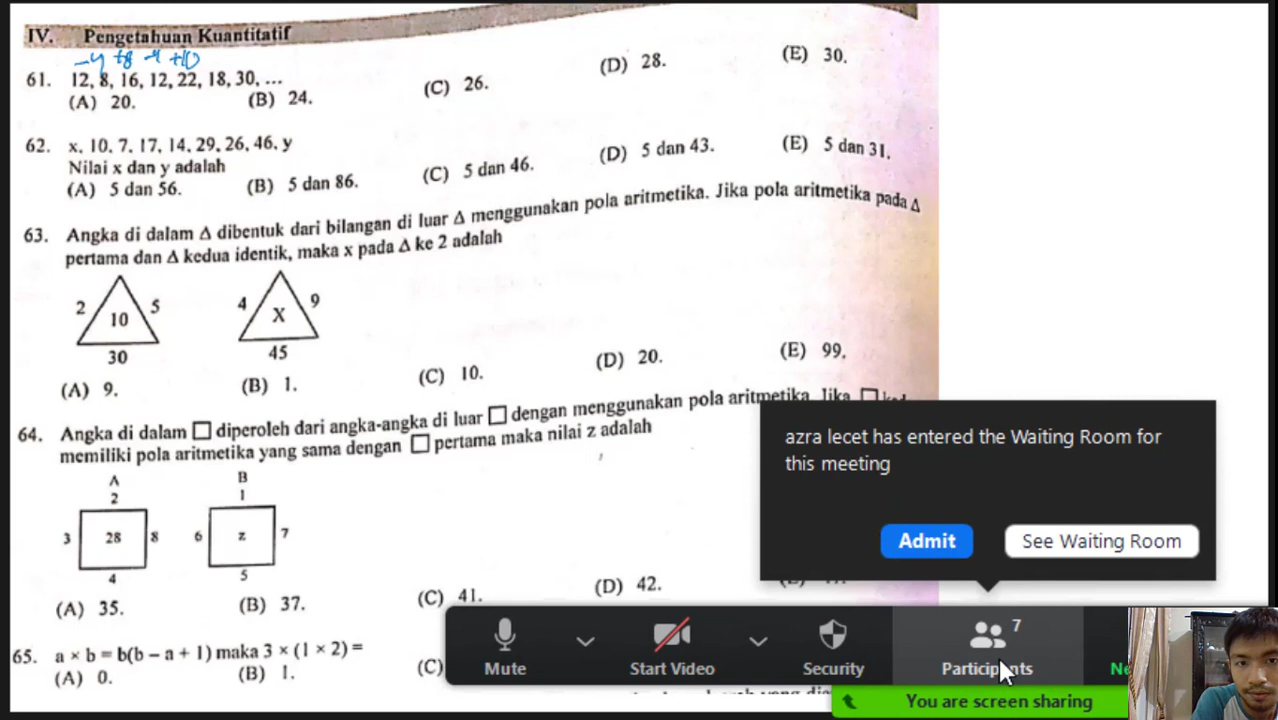 IV. Pengetahuan Kuantitatif
-4 +8 -4 +10
61. 12, 8, 16, 12, 22, 18, 30, ...
(A) 20. (B) 24. (C) 26. (D) 28. (E) 30.
62. x, 10, 7, 17, 14, 29, 26, 46, y
Nilai x dan y adalah
(A) 5 dan 56. (B) 5 dan 86. (C) 5 dan 46. (D) 5 dan 43. (E) 5 dan 31.
63. Angka di dalam Δ dibentuk dari bilangan di luar Δ menggunakan pola aritmetika. Jika pola aritmetika pada Δ
pertama dan Δ kedua identik, maka x pada Δ ke 2 adalah
2 10 5 30
4 X 9 45
(A) 9. (B) 1. (C) 10. (D) 20. (E) 99.
64. Angka di dalam □ diperoleh dari angka-angka di luar □ dengan menggunakan pola aritmetika. Jika □
memiliki pola aritmetika yang sama dengan □ pertama maka nilai z adalah
A B
2 1
3 28 8 6 z 7
4 5
(A) 35. (B) 37. (C) 41. (D) 42.
65. a × b = b(b – a + 1) maka 3 × (1 × 2) =
(A) 0. (B) 1. (C)
azra lecet has entered the Waiting Room for
this meeting
Admit See Waiting Room
7
Mute Start Video Security Participants
You are screen sharing